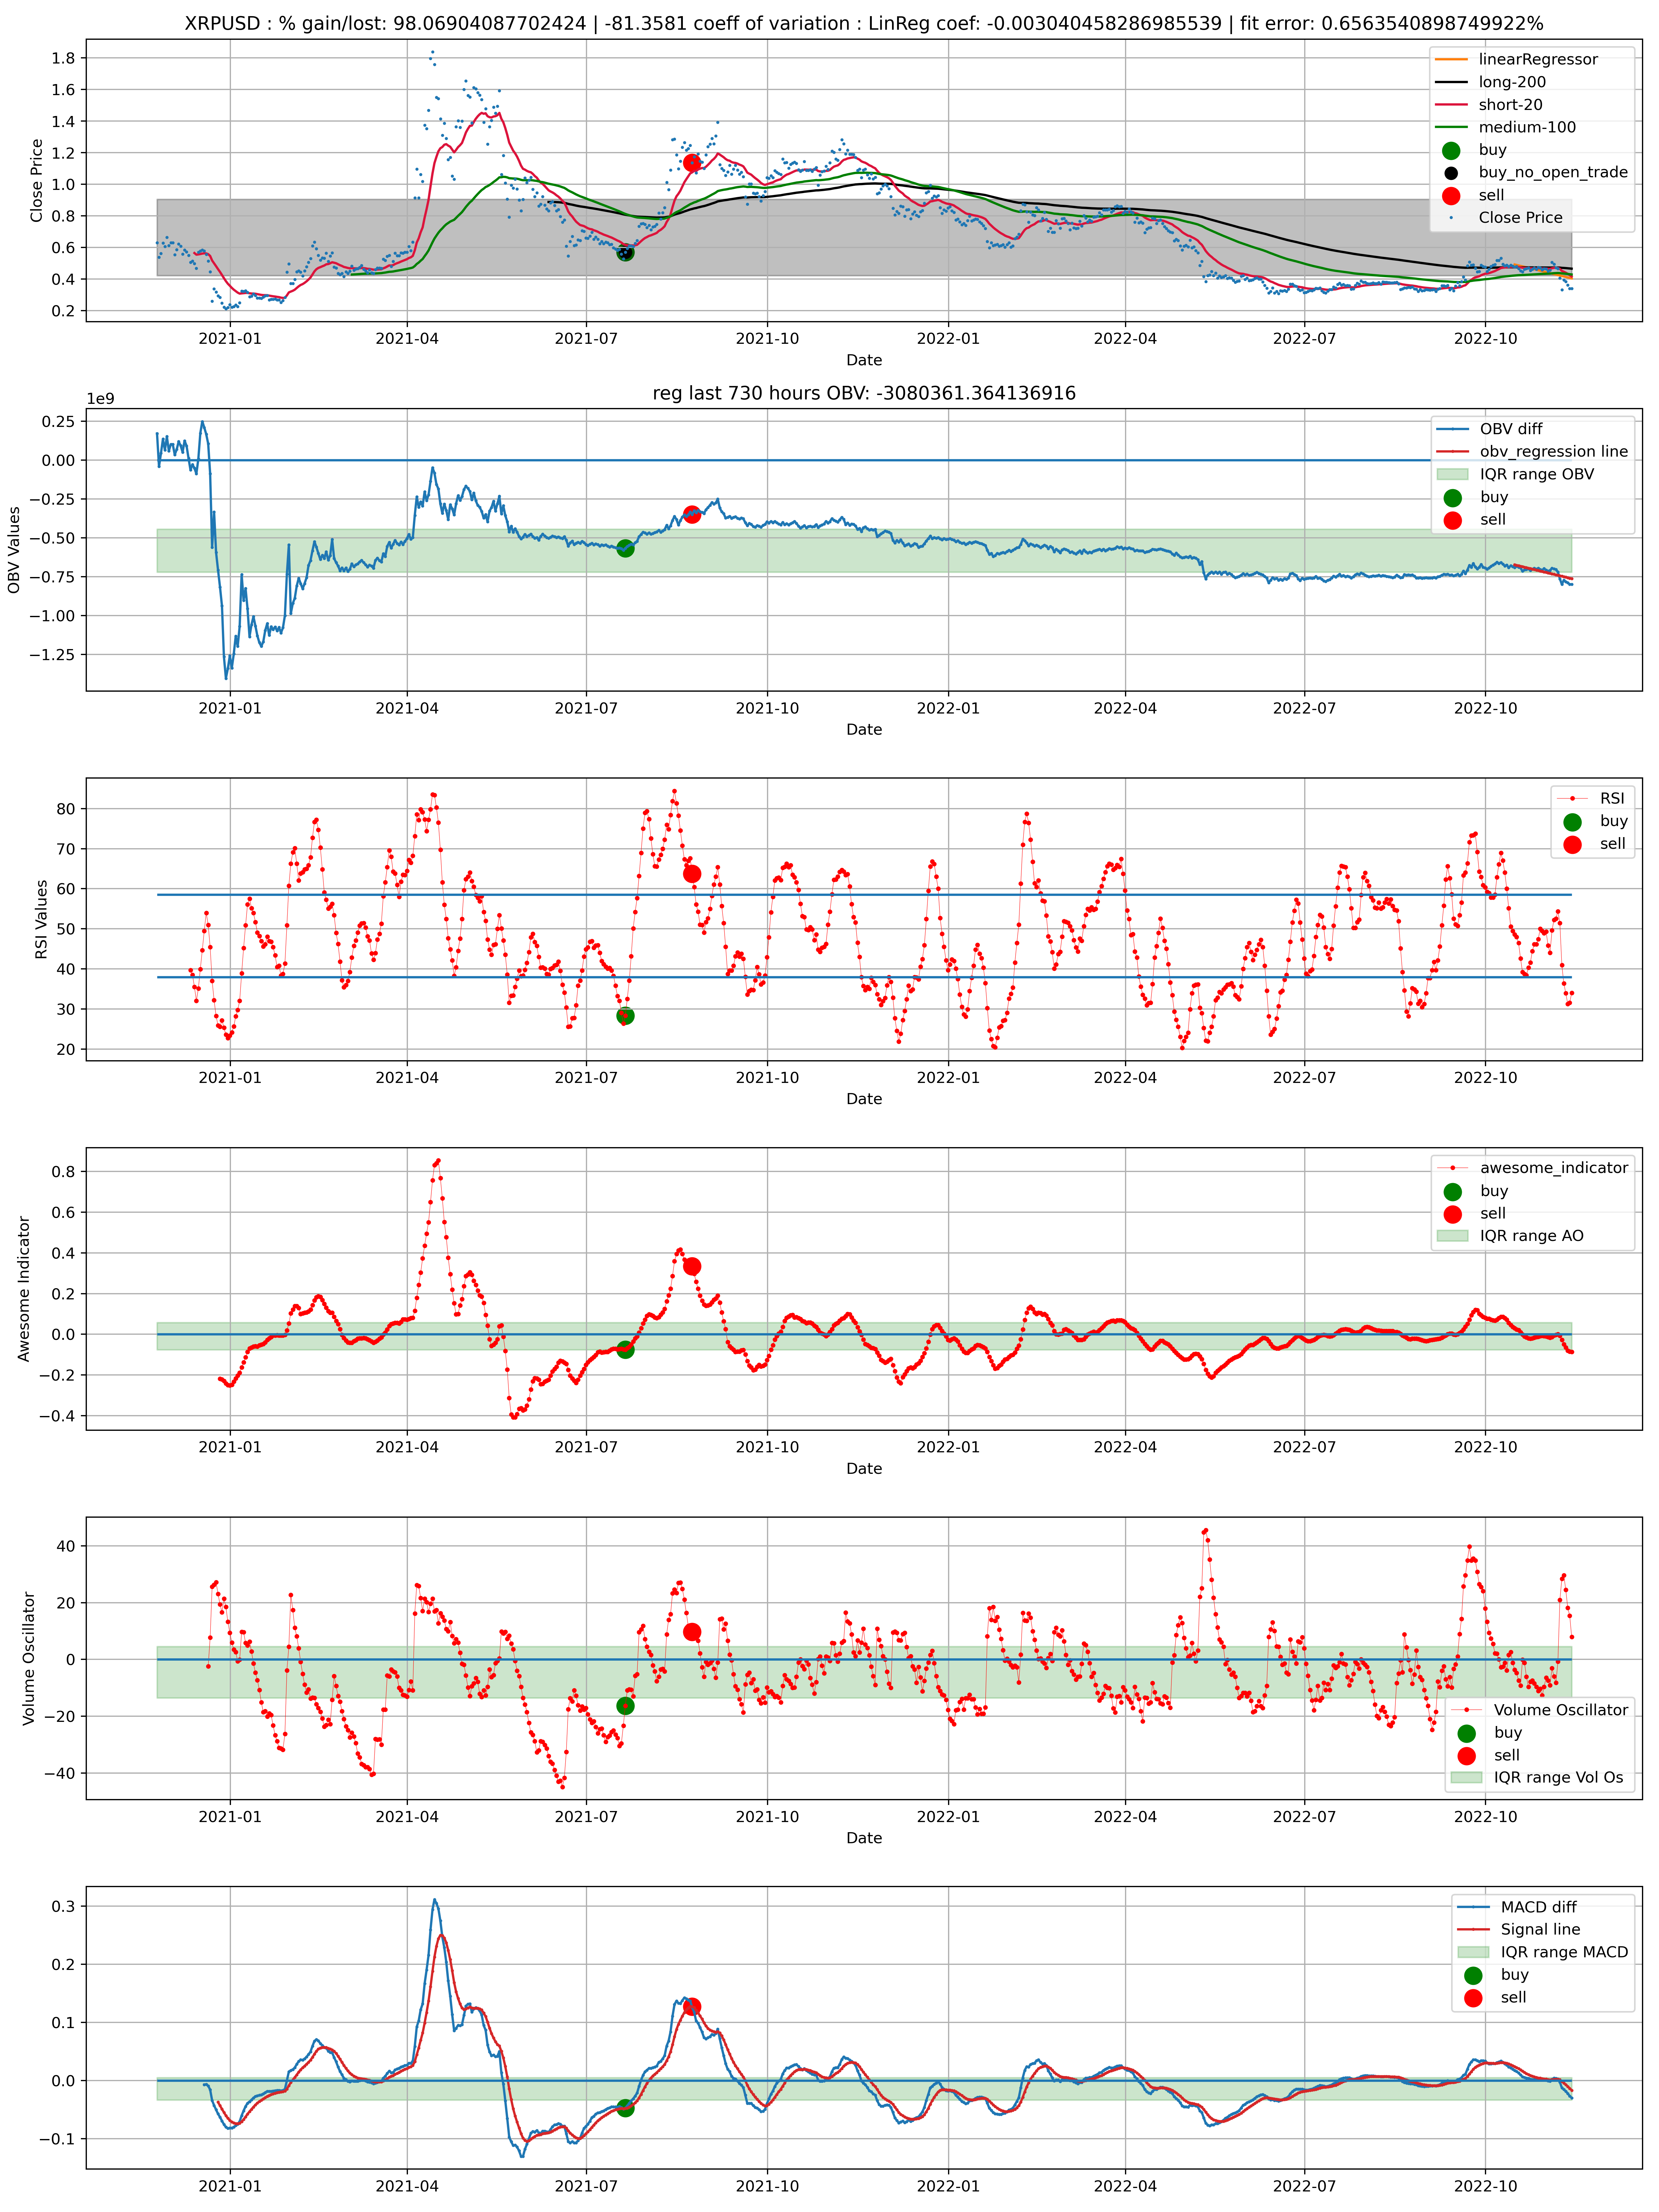 XRPUSD : % gain/lost: 98.06904087702424 | -81.3581 coeff of variation : LinReg coef: -0.003040458286985539 | fit error: 0.6563540898749922%
1.8
1.6
1.4
1.2
1.0
0.8
0.6
0.4
0.2
Close Price
linearRegressor
long-200
short-20
medium-100
buy
buy_no_open_trade
sell
Close Price
2021-01
2021-04
2021-07
2021-10
2022-01
2022-04
2022-07
2022-10
Date
reg last 730 hours OBV: -3080361.364136916
1e9
0.25
0.00
−0.25
−0.50
−0.75
−1.00
−1.25
OBV Values
OBV diff
obv_regression line
IQR range OBV
buy
sell
2021-01
2021-04
2021-07
2021-10
2022-01
2022-04
2022-07
2022-10
Date
80
70
60
50
40
30
20
RSI Values
RSI
buy
sell
2021-01
2021-04
2021-07
2021-10
2022-01
2022-04
2022-07
2022-10
Date
0.8
0.6
0.4
0.2
0.0
−0.2
−0.4
Awesome Indicator
awesome_indicator
buy
sell
IQR range AO
2021-01
2021-04
2021-07
2021-10
2022-01
2022-04
2022-07
2022-10
Date
40
20
0
−20
−40
Volume Oscillator
Volume Oscillator
buy
sell
IQR range Vol Os
2021-01
2021-04
2021-07
2021-10
2022-01
2022-04
2022-07
2022-10
Date
0.3
0.2
0.1
0.0
−0.1
MACD diff
Signal line
IQR range MACD
buy
sell
2021-01
2021-04
2021-07
2021-10
2022-01
2022-04
2022-07
2022-10